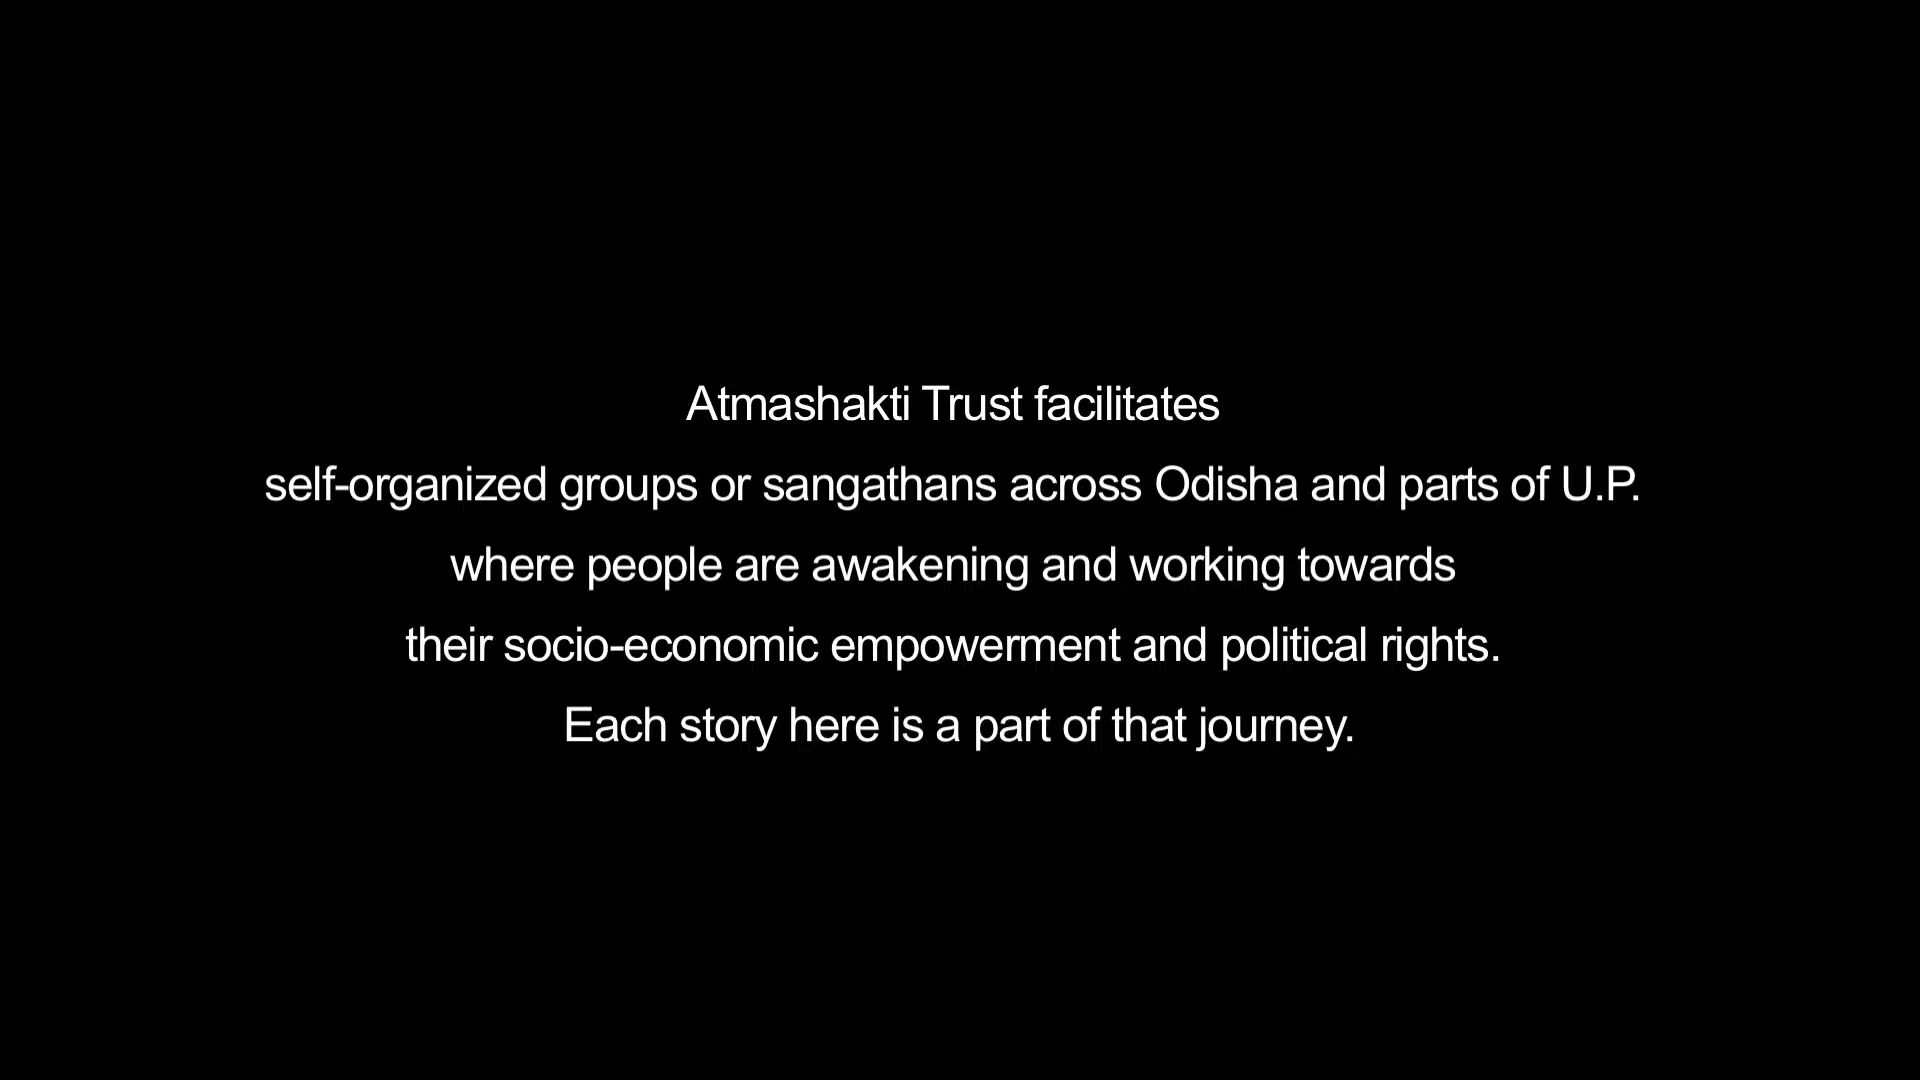 Atmashakti Trust facilitates
self-organized groups or sangathans across Odisha and parts of U.P.
where people are awakening and working towards
their socio-economic empowerment and political rights.
Each story here is a part of that journey.